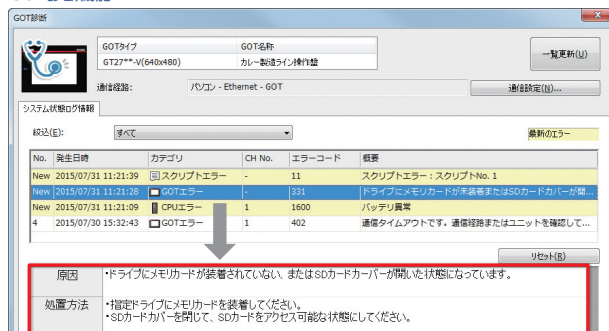 GOT診断
GOTタイプ GOT名称
GT27**-V(640x480) カレー製造ライン操作盤
一覧更新(U)
通信経路: パソコン - Ethernet - GOT
通信設定(N)...
システム状態ログ情報
絞込(E): すべて
最新のエラー
No. 発生日時 カテゴリ CH No. エラーコード 概要
New 2015/07/31 11:21:39 スクリプトエラー - 11 スクリプトエラー:スクリプトNo. 1
New 2015/07/31 11:21:28 GOTエラー - 331 ドライブにメモリカードが未装着またはSDカードカバーが開...
New 2015/07/31 11:21:09 CPUエラー 1 1600 バッテリ異常
4 2015/07/30 15:32:43 GOTエラー 1 402 通信タイムアウトです。通信経路またはユニットを確認して...
リセット(R)
原因 •ドライブにメモリカードが装着されていない、またはSDカードカーバーが開いた状態になっています。
処置方法 •指定ドライブにメモリカードを装着してください。
•SDカードカバーを閉じて、SDカードをアクセス可能な状態にしてください。